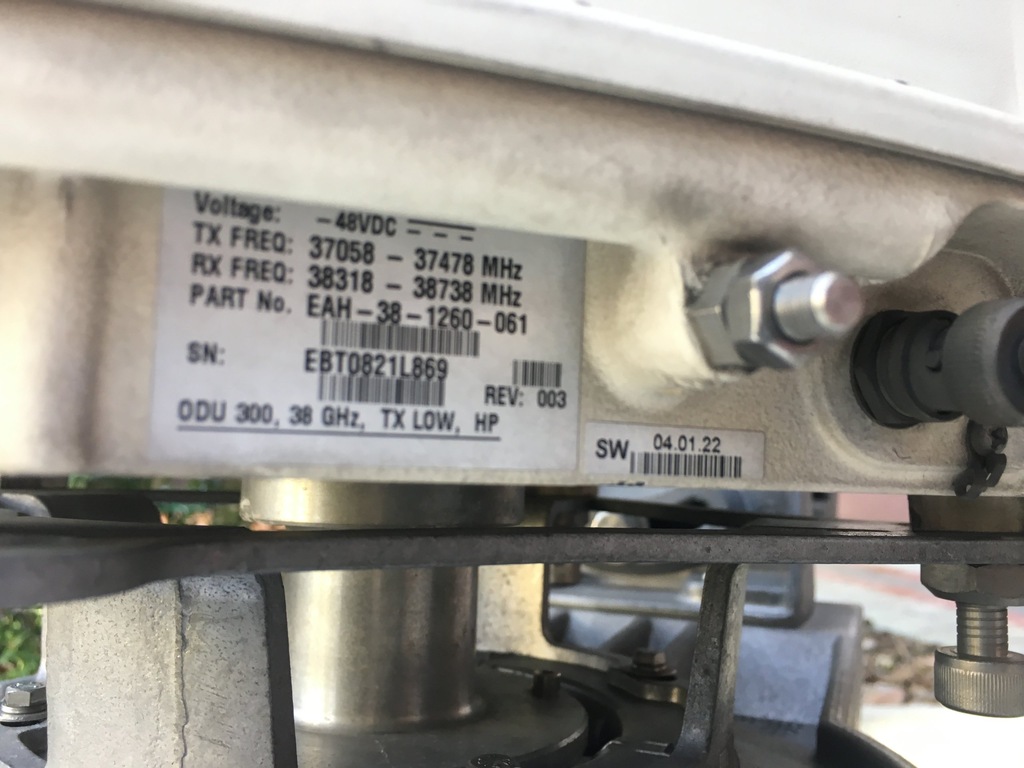 Voltage: -48VDC
TX FREQ: 37058 - 37478 MHz
RX FREQ: 38318 - 38738 MHz
PART No. EAH-38-1260-061
SN: EBT0821L869
REV: 003
ODU 300, 38 GHz, TX LOW, HP
SW 04.01.22